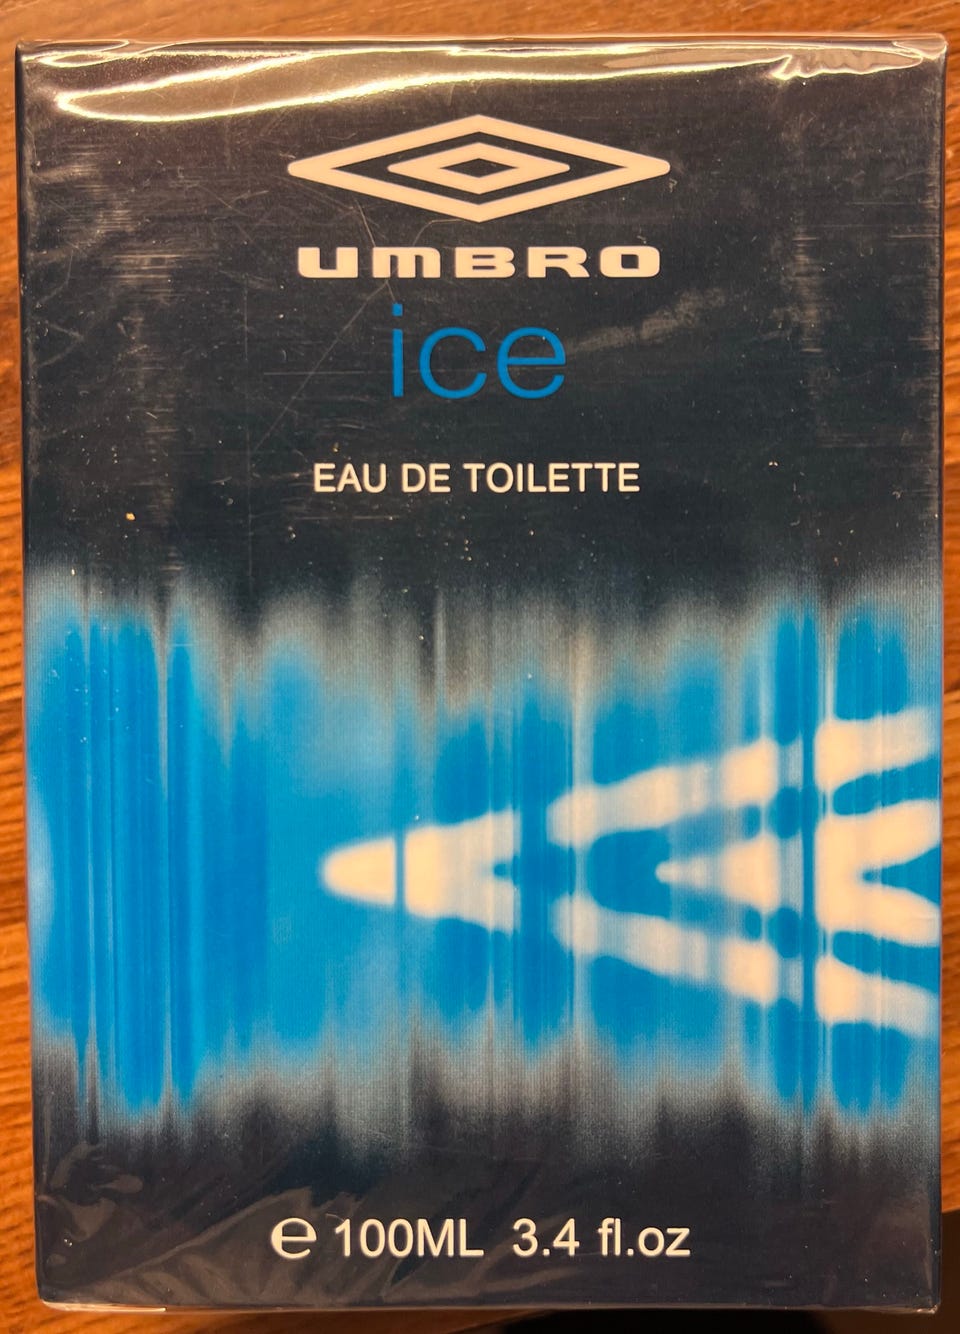 UMBRO
ice
EAU DE TOILETTE
℮ 100ML 3.4 fl.oz